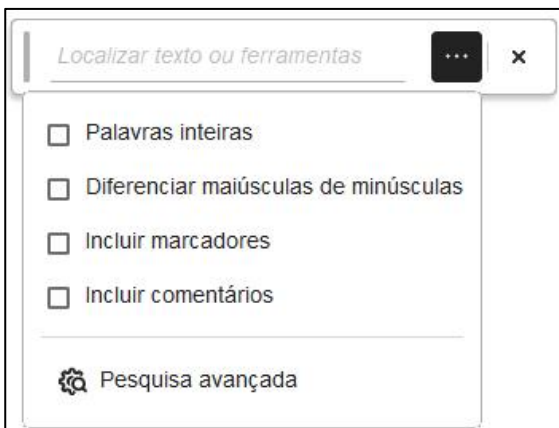 Localizar texto ou ferramentas
Palavras inteiras
Diferenciar maiúsculas de minúsculas
Incluir marcadores
Incluir comentários
Pesquisa avançada